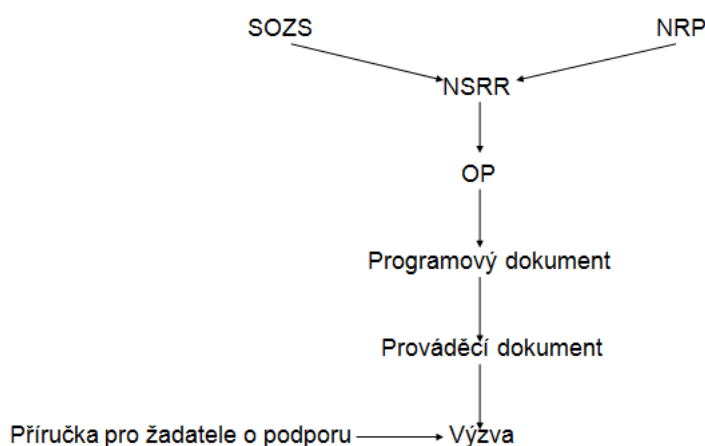 SOZS
NRP
NSRR
OP
Programový dokument
Prováděcí dokument
Příručka pro žadatele o podporu
Výzva